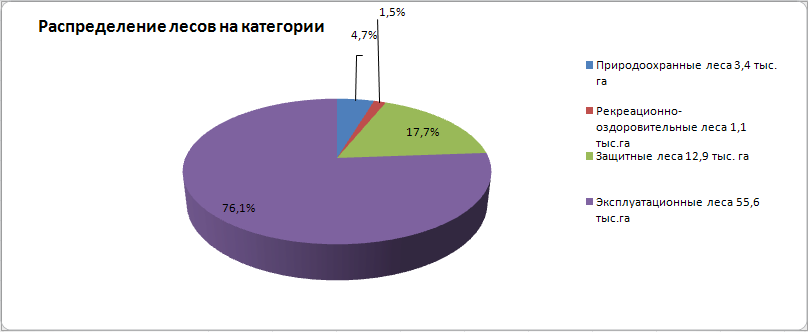 Распределение лесов на категории
1,5%
4,7%
17,7%
76,1%
Природоохранные леса 3,4 тыс.
га
Рекреационно-
оздоровительные леса 1,1
тыс.га
Защитные леса 12,9 тыс. га
Эксплуатационные леса 55,6
тыс.га